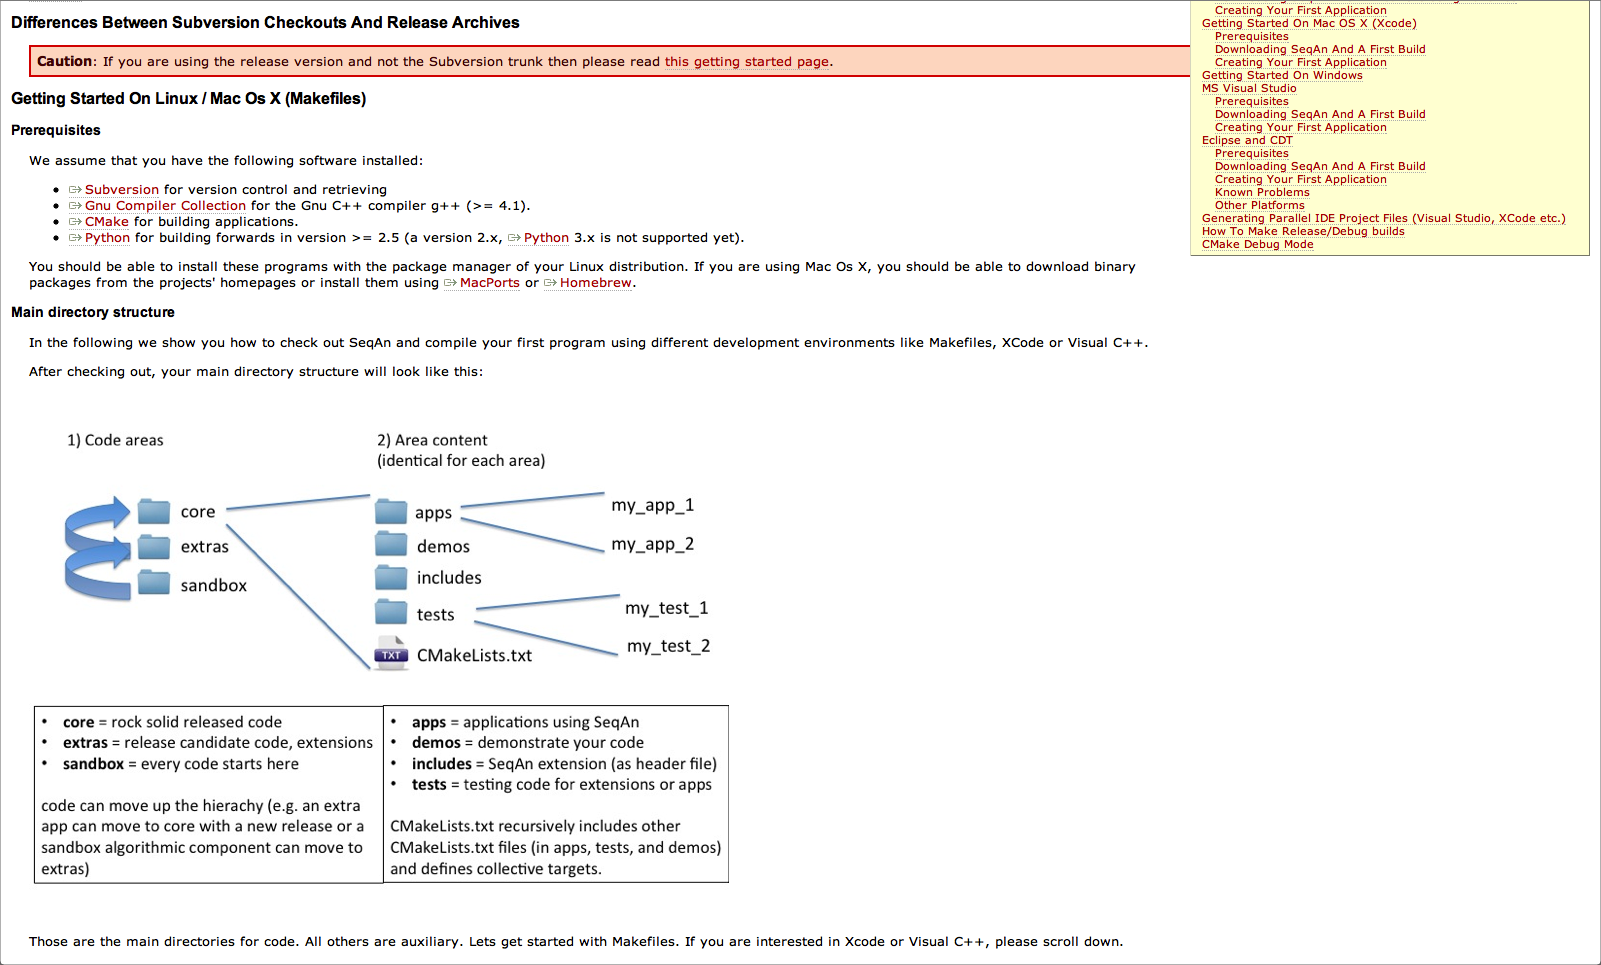 Differences Between Subversion Checkouts And Release Archives
Caution: If you are using the release version and not the Subversion trunk then please read this getting started page.
Getting Started On Linux / Mac Os X (Makefiles)
Prerequisites
We assume that you have the following software installed:
• Subversion for version control and retrieving
• Gnu Compiler Collection for the Gnu C++ compiler g++ (>= 4.1).
• CMake for building applications.
• Python for building forwards in version >= 2.5 (a version 2.x, Python 3.x is not supported yet).
You should be able to install these programs with the package manager of your Linux distribution. If you are using Mac Os X, you should be able to download binary
packages from the projects' homepages or install them using MacPorts or Homebrew.
Main directory structure
In the following we show you how to check out SeqAn and compile your first program using different development environments like Makefiles, XCode or Visual C++.
After checking out, your main directory structure will look like this:
1) Code areas
core
extras
sandbox
2) Area content
(identical for each area)
apps
demos
includes
tests
TXT
CMakeLists.txt
my_app_1
my_app_2
my_test_1
my_test_2
• core = rock solid released code
• extras = release candidate code, extensions
• sandbox = every code starts here
code can move up the hierachy (e.g. an extra
app can move to core with a new release or a
sandbox algorithmic component can move to
extras)
• apps = applications using SeqAn
• demos = demonstrate your code
• includes = SeqAn extension (as header file)
• tests = testing code for extensions or apps
CMakeLists.txt recursively includes other
CMakeLists.txt files (in apps, tests, and demos)
and defines collective targets.
Those are the main directories for code. All others are auxiliary. Lets get started with Makefiles. If you are interested in Xcode or Visual C++, please scroll down.
Creating Your First Application
Getting Started On Mac OS X (Xcode)
Prerequisites
Downloading SeqAn And A First Build
Creating Your First Application
Getting Started On Windows
MS Visual Studio
Prerequisites
Downloading SeqAn And A First Build
Creating Your First Application
Eclipse and CDT
Prerequisites
Downloading SeqAn And A First Build
Creating Your First Application
Known Problems
Other Platforms
Generating Parallel IDE Project Files (Visual Studio, XCode etc.)
How To Make Release/Debug builds
CMake Debug Mode